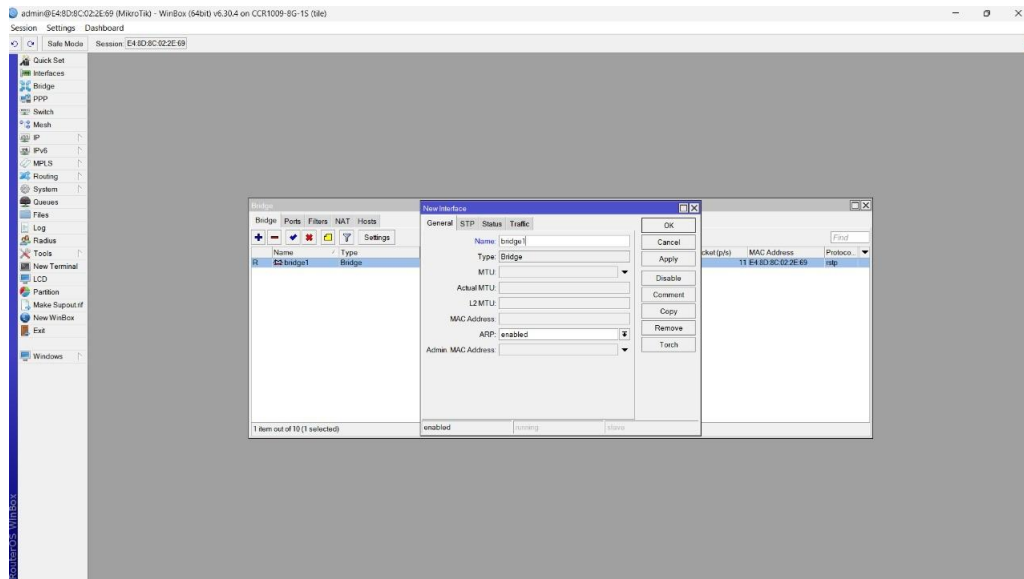 admin@E4:8D:8C:02:2E:69 (MikroTik) - WinBox (64bit) v6.30.4 on CCR1009-8G-1S (tile)
Session Settings Dashboard
Safe Mode Session: E4:8D:8C:02:2E:69
Quick Set
Interfaces
Bridge
PPP
Switch
Mesh
IP
IPv6
MPLS
Routing
System
Queues
Files
Log
Radius
Tools
New Terminal
LCD
Partition
Make Supout.rif
New WinBox
Exit
Windows
RouterOS WinBox
Bridge
Bridge Ports Filters NAT Hosts
Settings
Find
Name Type
cket (p/s) MAC Address Protoco...
R bridge1 Bridge
11 E4:8D:8C:02:2E:69 rstp
1 item out of 10 (1 selected)
New Interface
General STP Status Traffic
Name: bridge1
Type: Bridge
MTU:
Actual MTU:
L2 MTU:
MAC Address:
ARP: enabled
Admin. MAC Address:
OK
Cancel
Apply
Disable
Comment
Copy
Remove
Torch
enabled running slave